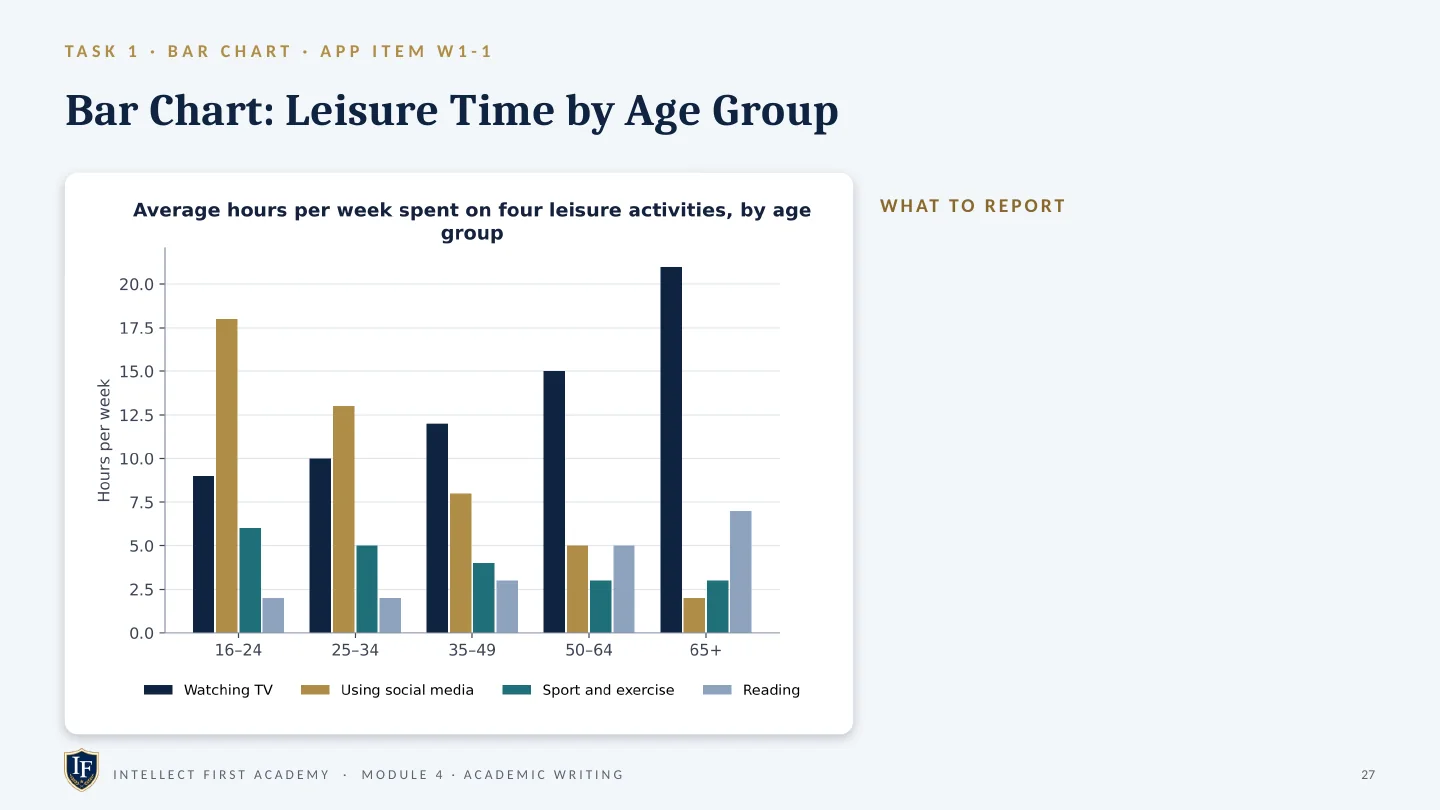 TASK 1 · BAR CHART · APP ITEM W1-1
Bar Chart: Leisure Time by Age Group
Average hours per week spent on four leisure activities, by age
group
WHAT TO REPORT
Hours per week
20.0
17.5
15.0
12.5
10.0
7.5
5.0
2.5
0.0
16–24 25–34 35–49 50–64 65+
Watching TV Using social media Sport and exercise Reading
IF
INTELLECT FIRST ACADEMY · MODULE 4 · ACADEMIC WRITING
27